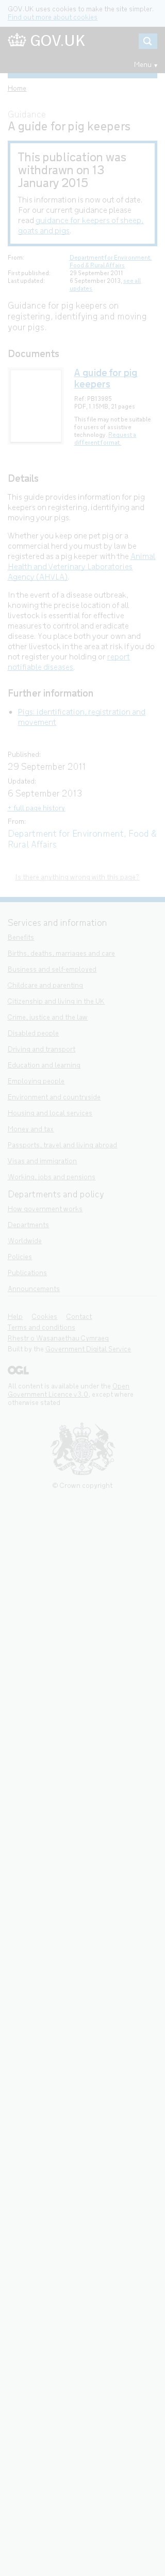 GOV.UK uses cookies to make the site simpler.
Find out more about cookies
GOV.UK
Menu
Home
Guidance
A guide for pig keepers
This publication was
withdrawn on 13
January 2015
This information is now out of date.
For our current guidance please
read guidance for keepers of sheep,
goats and pigs.
From: Department for Environment,
Food & Rural Affairs
First published: 29 September 2011
Last updated: 6 September 2013, see all
updates
Guidance for pig keepers on
registering, identifying and moving
your pigs.
Documents
A guide for pig
keepers
Ref: PB13985
PDF, 1.15MB, 21 pages
This file may not be suitable
for users of assistive
technology. Request a
different format.
Details
This guide provides information for pig
keepers on registering, identifying and
moving your pigs.
Whether you keep one pet pig or a
commercial herd you must by law be
registered as a pig keeper with the Animal
Health and Veterinary Laboratories
Agency (AHVLA).
In the event of a disease outbreak,
knowing the precise location of all
livestock is essential for effective
measures to control and eradicate
disease. You place both your own and
other livestock in the area at risk if you do
not register your holding or report
notifiable diseases.
Further information
Pigs: identification, registration and
movement
Published:
29 September 2011
Updated:
6 September 2013
+ full page history
From:
Department for Environment, Food &
Rural Affairs
Is there anything wrong with this page?
Services and information
Benefits
Births, deaths, marriages and care
Business and self-employed
Childcare and parenting
Citizenship and living in the UK
Crime, justice and the law
Disabled people
Driving and transport
Education and learning
Employing people
Environment and countryside
Housing and local services
Money and tax
Passports, travel and living abroad
Visas and immigration
Working, jobs and pensions
Departments and policy
How government works
Departments
Worldwide
Policies
Publications
Announcements
Help Cookies Contact
Terms and conditions
Rhestr o Wasanaethau Cymraeg
Built by the Government Digital Service
OGL
All content is available under the Open
Government Licence v3.0, except where
otherwise stated
© Crown copyright